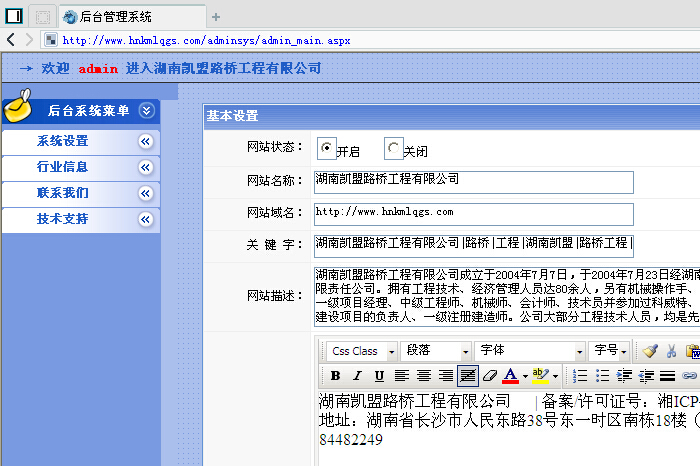 后台管理系统
http://www.hnkmlqgs.com/adminsys/admin_main.aspx
→ 欢迎 admin 进入湖南凯盟路桥工程有限公司
后台系统菜单
系统设置
行业信息
联系我们
技术支持
基本设置
网站状态： 开启 关闭
网站名称： 湖南凯盟路桥工程有限公司
网站域名： http://www.hnkmlqgs.com
关 键 字： 湖南凯盟路桥工程有限公司|路桥|工程|湖南凯盟|路桥工程|
网站描述：
湖南凯盟路桥工程有限公司成立于2004年7月7日，于2004年7月23日经湖南
限责任公司。拥有工程技术、经济管理人员达80余人，另有机械操作手、
一级项目经理、中级工程师、机械师、会计师、技术员并参加过科威特、
建设项目的负责人、一级注册建造师。公司大部分工程技术人员，均是先
Css Class 段落 字体 字号
B I U A ab
湖南凯盟路桥工程有限公司 | 备案/许可证号：湘ICP
地址：湖南省长沙市人民东路38号东一时区南栋18楼（
84482249